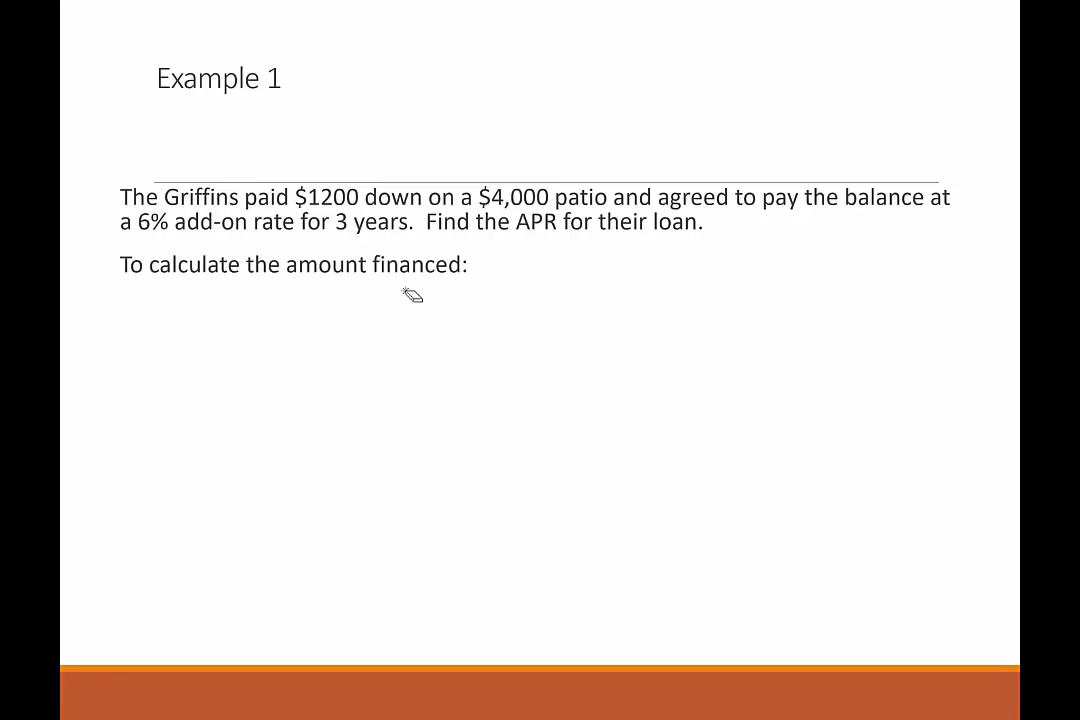 Example 1
The Griffins paid $1200 down on a $4,000 patio and agreed to pay the balance at
a 6% add-on rate for 3 years.  Find the APR for their loan.
To calculate the amount financed: